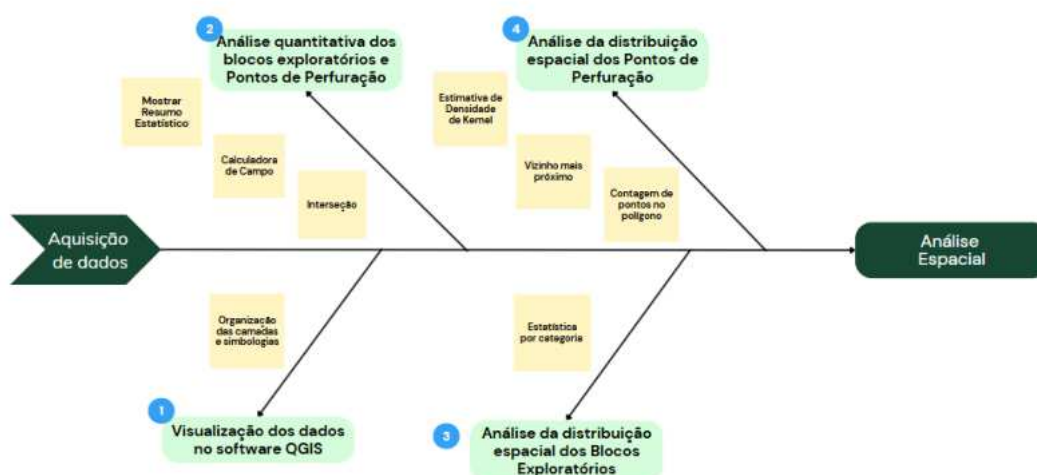 2
Análise quantitativa dos
blocos exploratórios e
Pontos de Perfuração
4
Análise da distribuição
espacial dos Pontos de
Perfuração
Mostrar
Resumo
Estatístico
Calculadora
de Campo
Interseção
Estimativa de
Densidade
de Kernel
Vizinho mais
próximo
Contagem de
pontos no
polígono
Aquisição
de dados
Análise
Espacial
Organização
das camadas
e simbologias
Estatística
por categoria
1
Visualização dos dados
no software QGIS
3
Análise da distribuição
espacial dos Blocos
Exploratórios